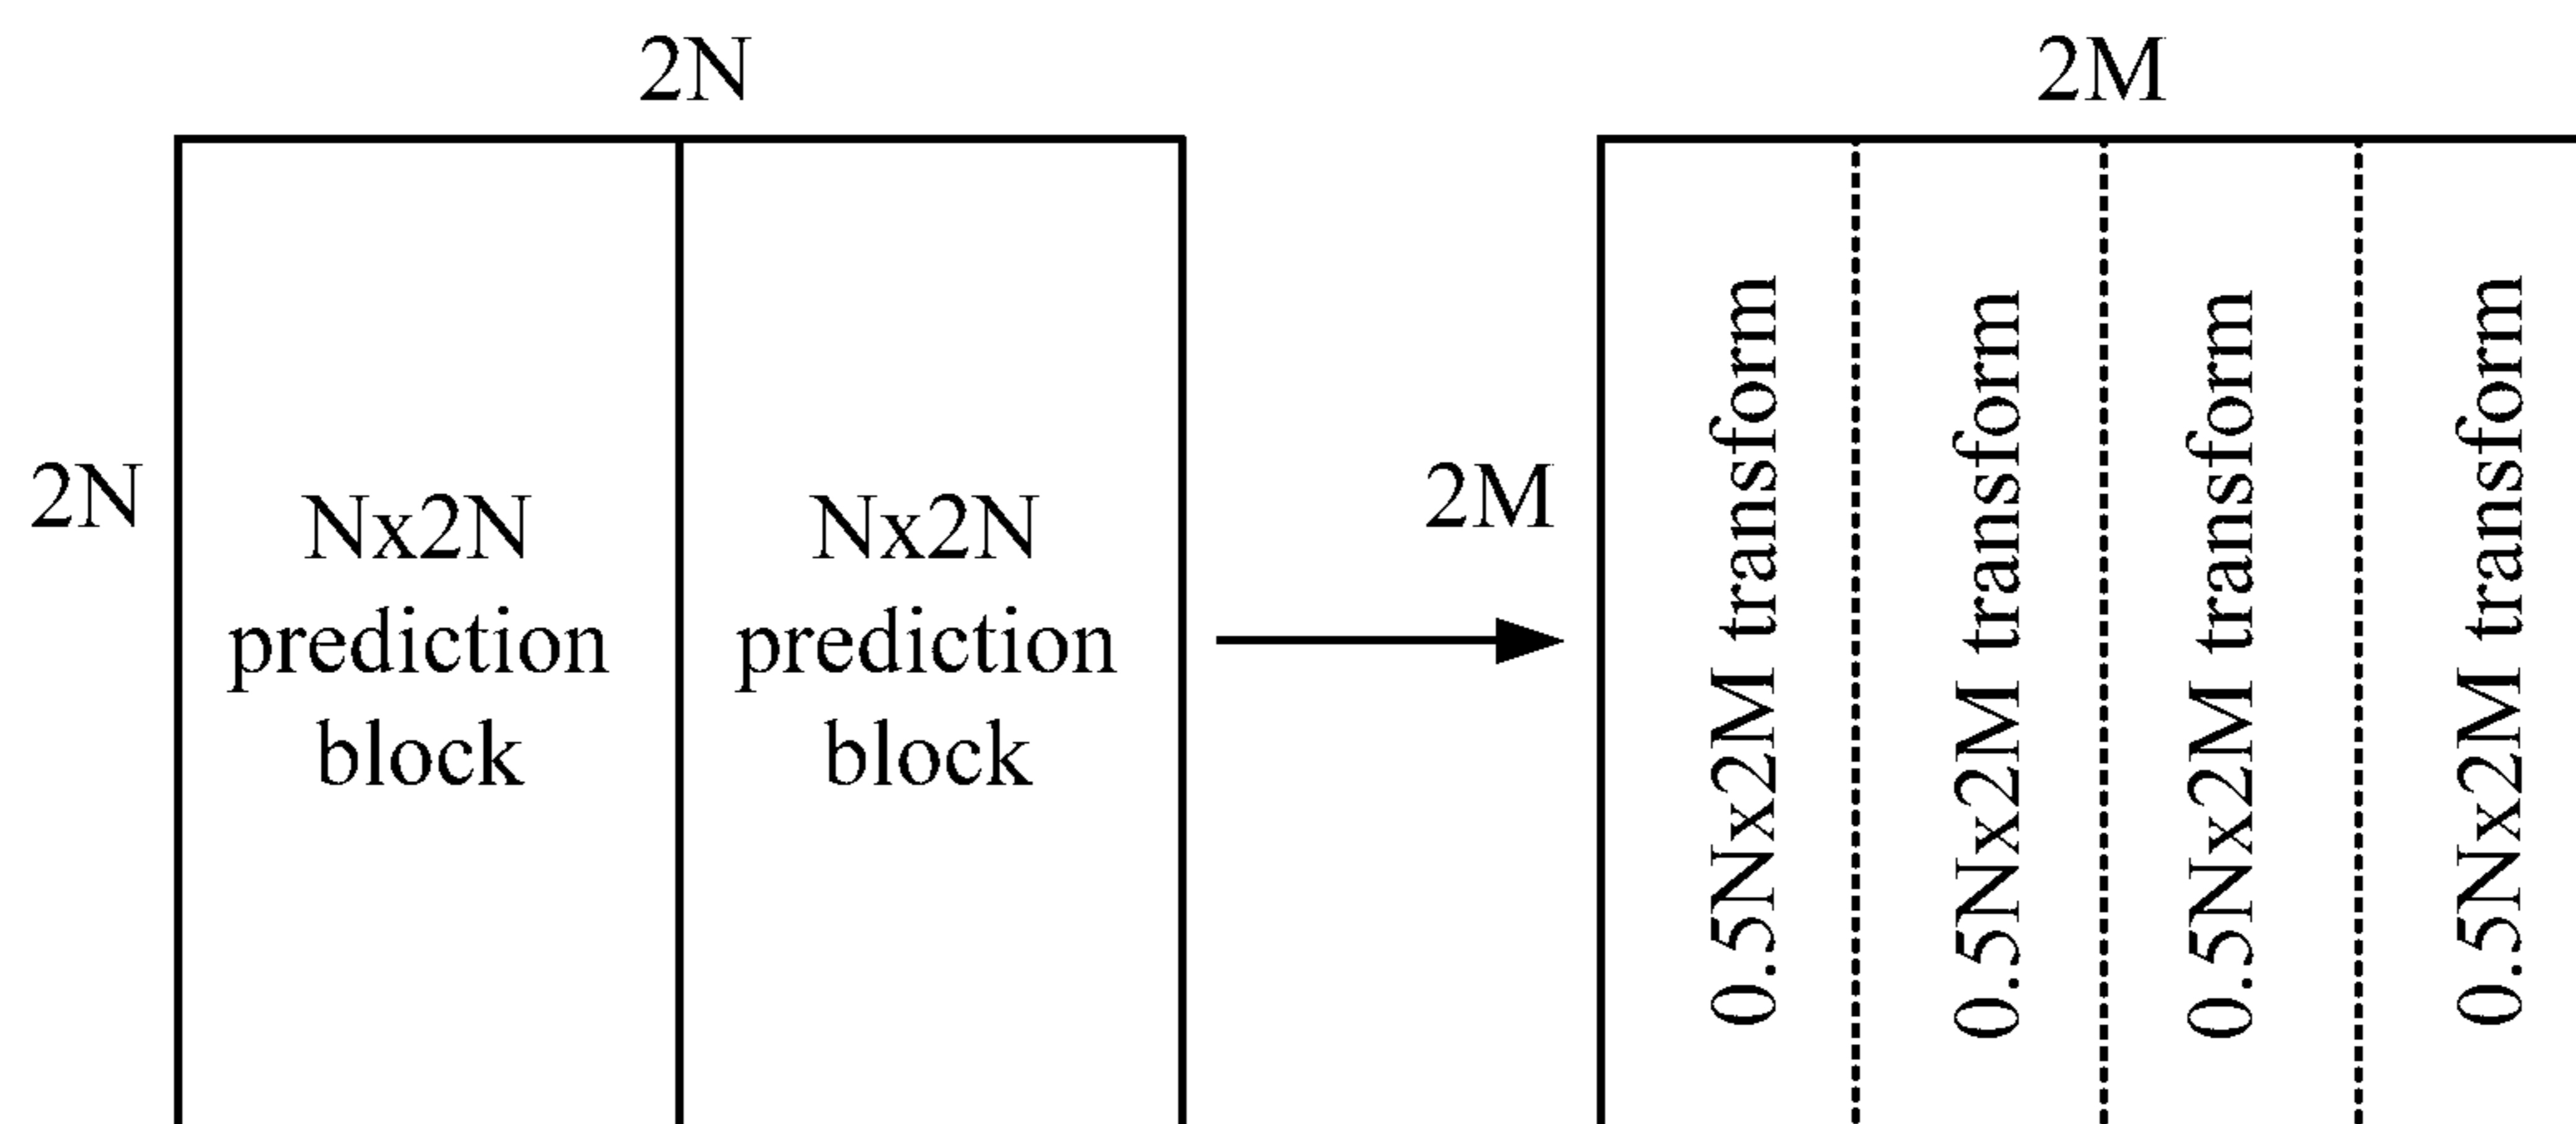 2N
2M
2N
Nx2N
prediction
block
Nx2N
prediction
block
2M
0.5Nx2M transform
0.5Nx2M transform
0.5Nx2M transform
0.5Nx2M transform